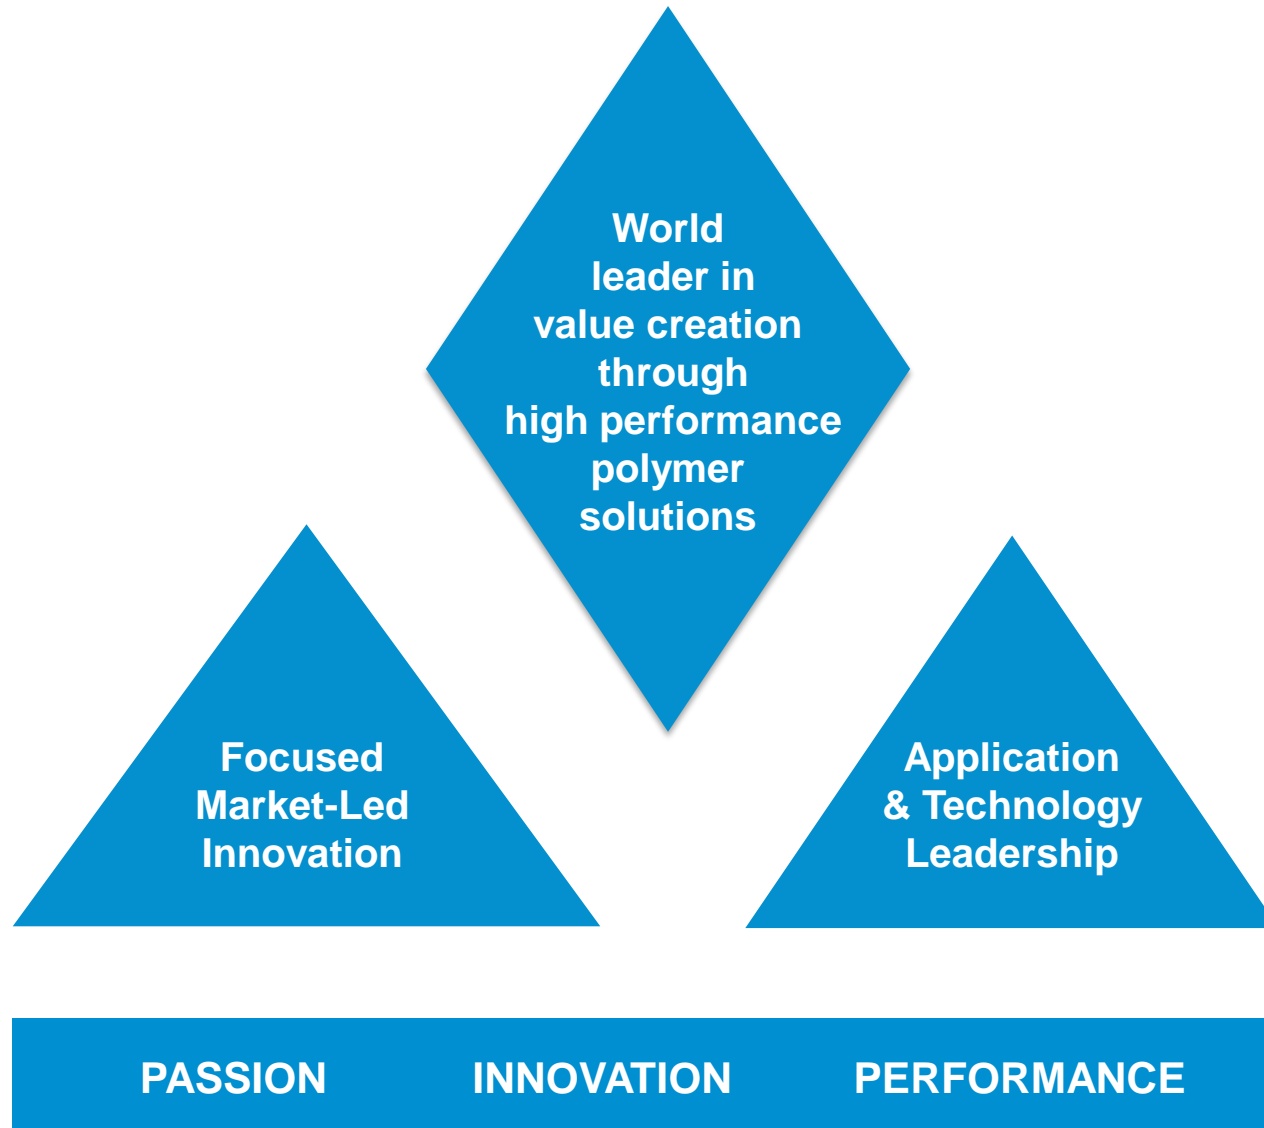 World
leader in
value creation
through
high performance
polymer
solutions
Focused
Market-Led
Innovation
Application
& Technology
Leadership
PASSION INNOVATION PERFORMANCE